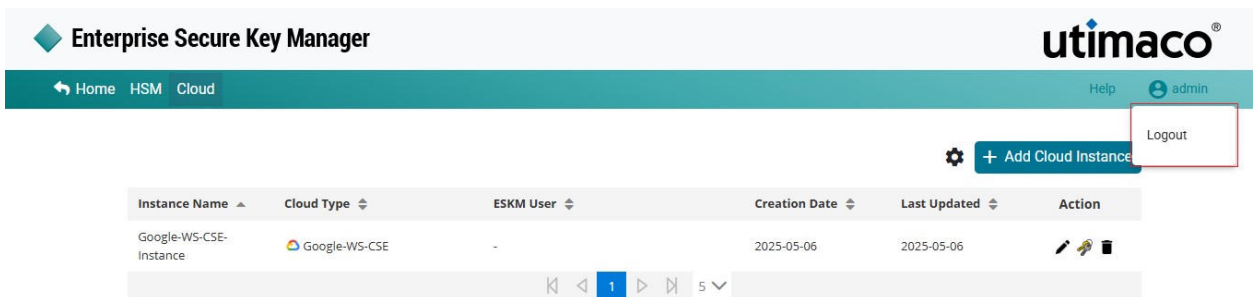 Enterprise Secure Key Manager
utimaco®
Home HSM Cloud Help admin
Logout
+ Add Cloud Instance
Instance Name Cloud Type ESKM User Creation Date Last Updated Action
Google-WS-CSE-
Instance
Google-WS-CSE - 2025-05-06 2025-05-06
1 5